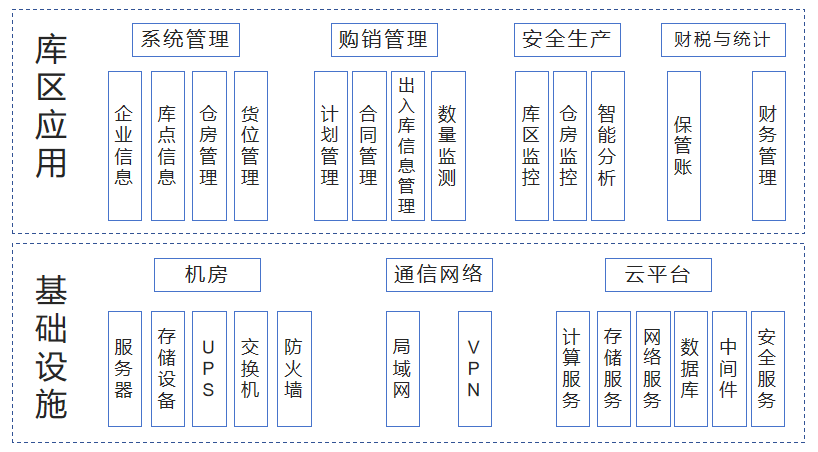 库区应用
系统管理
购销管理
安全生产
财税与统计
企业信息
库点信息
仓房管理
货位管理
计划管理
合同管理
出入库信息管理
数量监测
库区监控
仓房监控
智能分析
保管账
财务管理
基础设施
机房
通信网络
云平台
服务器
存储设备
UPS
交换机
防火墙
局域网
VPN
计算服务
存储服务
网络服务
数据库
中间件
安全服务